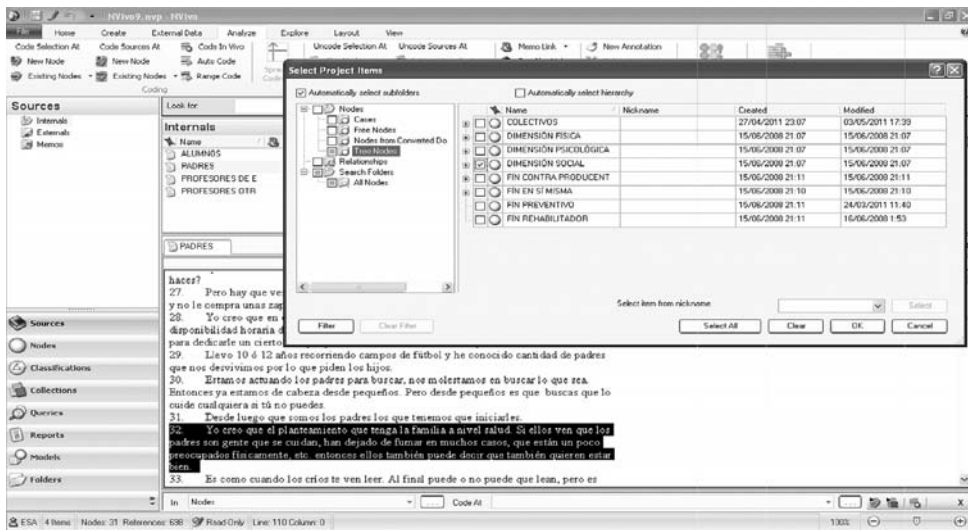 NVivo9.nvp - NVivo
File Home Create External Data Analyze Explore Layout View
Code Selection At Code Sources At Code In Vivo Uncode Selection At Uncode Sources At Memo Link New Annotation
New Node New Node Auto Code
Existing Nodes Existing Nodes Range Code
Coding
Select Project Items
Automatically select subfolders Automatically select hierarchy
Sources
Internals
Externals
Memos
Look for
Internals
Name
ALUMNOS
PADRES
PROFESORES DE E
PROFESORES OTR
Nodes
Cases
Free Nodes
Nodes from Converted Do
Tree Nodes
Relationships
Search Folders
All Nodes
Name Nickname Created Modified
COLECTIVOS 27/04/2011 23:07 03/05/2011 17:39
DIMENSIÓN FÍSICA 15/06/2008 21:07 15/06/2008 21:07
DIMENSIÓN PSICOLÓGICA 15/06/2008 21:07 15/06/2008 21:07
DIMENSIÓN SOCIAL 15/06/2008 21:07 15/06/2008 21:07
FIN CONTRA PRODUCENT 15/06/2008 21:11 15/06/2008 21:11
FÍN EN SÍ MISMA 15/06/2008 21:10 15/06/2008 21:10
FIN PREVENTIVO 15/06/2008 21:11 24/03/2011 11:40
FIN REHABILITADOR 15/06/2008 21:11 16/06/2008 1:53
Select item from nickname Select
Filter Clear Filter Select All Clear OK Cancel
PADRES
haces?
27. Pero hay que ve
y no le compra unas zap
28. Yo creo que en
disponibilidad horaria d
para dedicarle un cierto
29. Llevo 10 ó 12 años recorriendo campos de fútbol y he conocido cantidad de padres
que nos desvivimos por lo que piden los hijos.
30. Estamos actuando los padres para buscar, nos molestamos en buscar lo que sea.
Entonces ya estamos de cabeza desde pequeños. Pero desde pequeños es que buscas que lo
cuide cualquiera si tú no puedes.
31. Desde luego que somos los padres los que tenemos que iniciarles.
32. Yo creo que el planteamiento que tenga la familia a nivel salud. Si ellos ven que los
padres son gente que se cuidan, han dejado de fumar en muchos casos, que están un poco
preocupados físicamente, etc. entonces ellos también puede decir que también quieren estar
bien.
33. Es como cuando los críos te ven leer. Al final puede o no puede que lean, pero es
Sources
Nodes
Classifications
Collections
Queries
Reports
Models
Folders
In Nodes Code At
ESA 4 Items Nodes: 31 References: 698 Read Only Line: 110 Column: 0